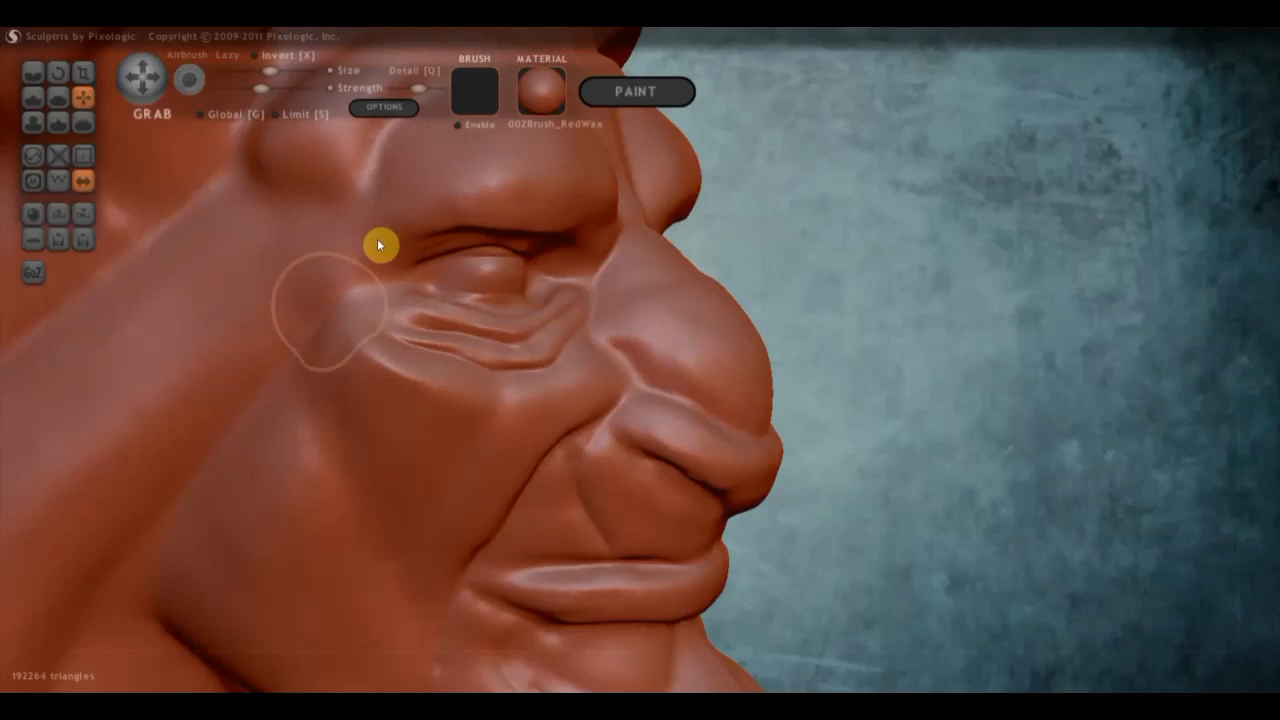 Sculptris by Pixologic Copyright © 2009-2011 Pixologic, Inc.
Airbrush Lazy Invert [X]
Size Detail [Q]
Strength
OPTIONS
GRAB Global [G] Limit [S]
BRUSH
Enable
MATERIAL
00ZBrush_RedWax
PAINT
GoZ
192264 triangles